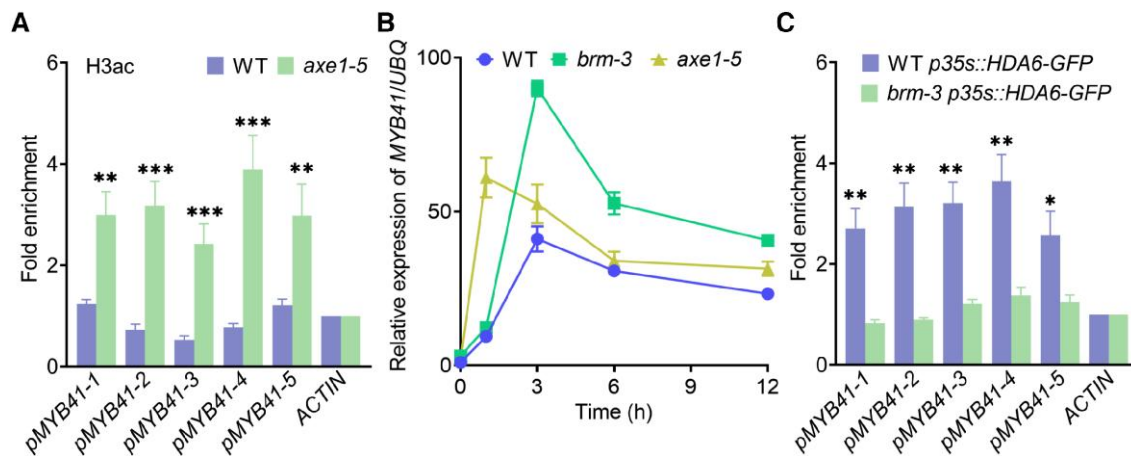 A
H3ac
WT axe1-5
Fold enrichment
6
4
2
0
** *** *** *** **
pMYB41-1
pMYB41-2
pMYB41-3
pMYB41-4
pMYB41-5
ACTIN
B
WT brm-3 axe1-5
Relative expression of MYB41/UBQ
100
50
0
0 3 6 9 12
Time (h)
C
WT p35s::HDA6-GFP
brm-3 p35s::HDA6-GFP
Fold enrichment
6
4
2
0
** ** ** ** *
pMYB41-1
pMYB41-2
pMYB41-3
pMYB41-4
pMYB41-5
ACTIN